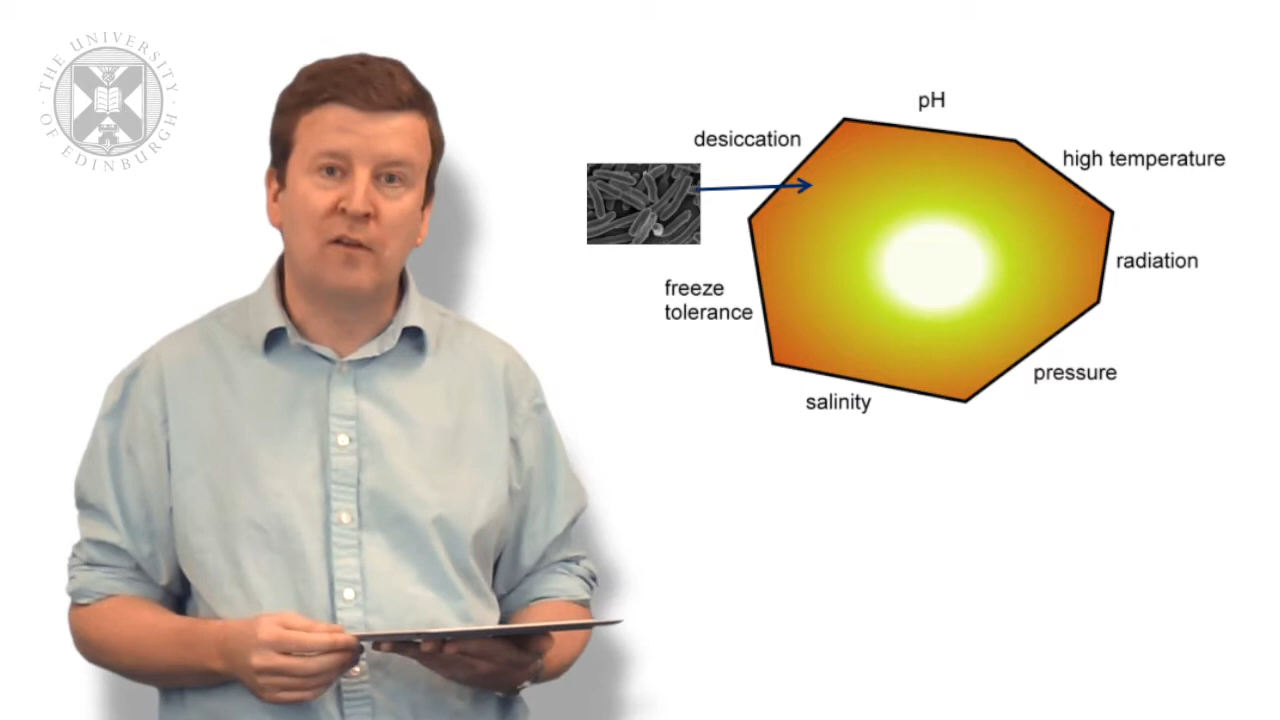 THE UNIVERSITY
OF EDINBURGH
pH
desiccation
high temperature
radiation
freeze
tolerance
pressure
salinity